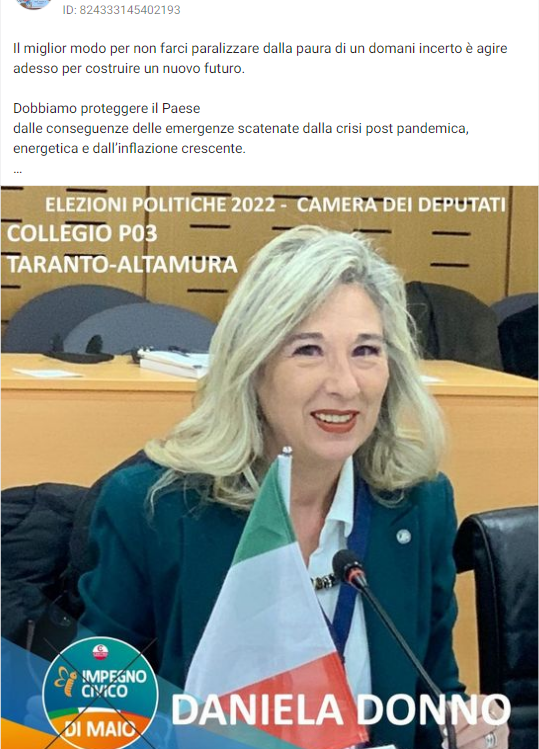 ID: 824333145402193
Il miglior modo per non farci paralizzare dalla paura di un domani incerto è agire
adesso per costruire un nuovo futuro.
Dobbiamo proteggere il Paese
dalle conseguenze delle emergenze scatenate dalla crisi post pandemica,
energetica e dall’inflazione crescente.
...
ELEZIONI POLITICHE 2022 - CAMERA DEI DEPUTATI
COLLEGIO P03
TARANTO-ALTAMURA
IMPEGNO
CIVICO
DI MAIO
DANIELA DONNO